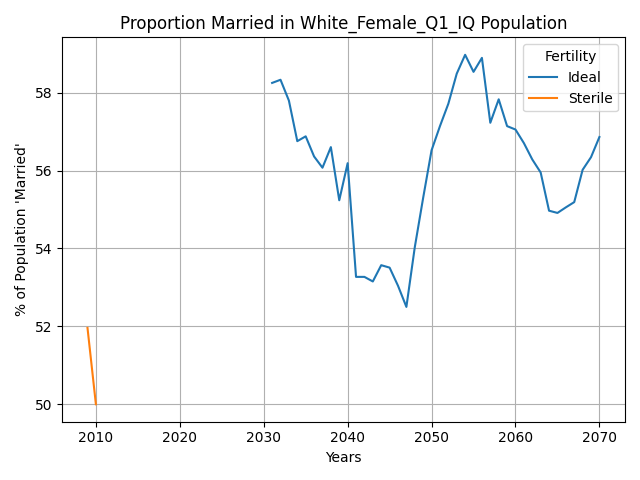 Proportion Married in White_Female_Q1_IQ Population
Fertility
Ideal
Sterile
% of Population 'Married'
58
56
54
52
50
2010 2020 2030 2040 2050 2060 2070
Years